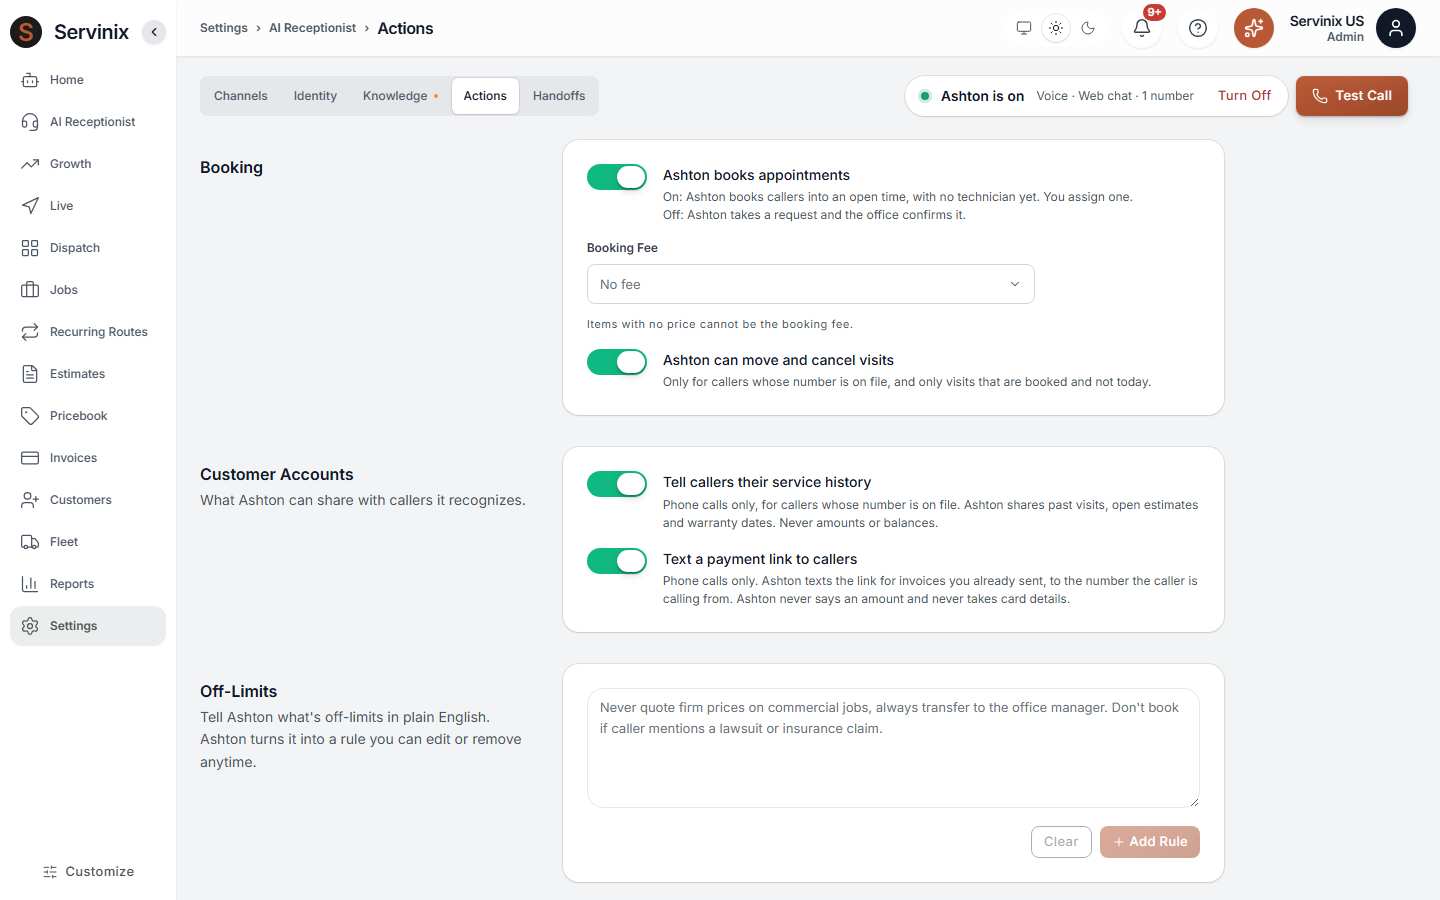 S Servinix
Home
AI Receptionist
Growth
Live
Dispatch
Jobs
Recurring Routes
Estimates
Pricebook
Invoices
Customers
Fleet
Reports
Settings
Customize
Settings › AI Receptionist › Actions
9+
Servinix US
Admin
Channels Identity Knowledge • Actions Handoffs
Ashton is on Voice · Web chat · 1 number Turn Off
Test Call
Booking
Ashton books appointments
On: Ashton books callers into an open time, with no technician yet. You assign one.
Off: Ashton takes a request and the office confirms it.
Booking Fee
No fee
Items with no price cannot be the booking fee.
Ashton can move and cancel visits
Only for callers whose number is on file, and only visits that are booked and not today.
Customer Accounts
What Ashton can share with callers it recognizes.
Tell callers their service history
Phone calls only, for callers whose number is on file. Ashton shares past visits, open estimates
and warranty dates. Never amounts or balances.
Text a payment link to callers
Phone calls only. Ashton texts the link for invoices you already sent, to the number the caller is
calling from. Ashton never says an amount and never takes card details.
Off-Limits
Tell Ashton what's off-limits in plain English.
Ashton turns it into a rule you can edit or remove
anytime.
Never quote firm prices on commercial jobs, always transfer to the office manager. Don't book
if caller mentions a lawsuit or insurance claim.
Clear
+ Add Rule